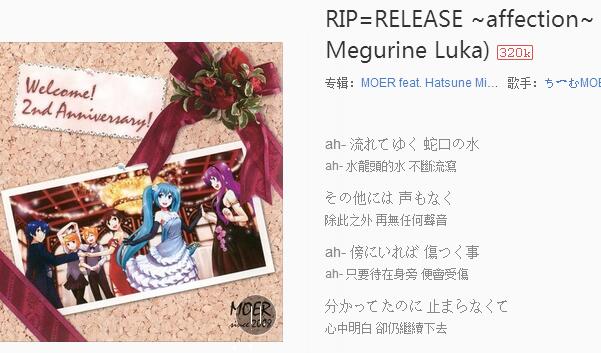 Welcome!
2nd Anniversary!
MOER
since 2008
RIP=RELEASE ~affection~
Megurine Luka) 320k
专辑：MOER feat. Hatsune Mi... 歌手：ちーむMOE
ah- 流れてゆく 蛇口の水
ah- 水龍頭的水 不斷流寫
その他には 声もなく
除此之外 再無任何聲音
ah- 傍にいれば 傷つく事
ah- 只要待在身旁 便會受傷
分かってたのに 止まらなくて
心中明白 卻仍繼續下去